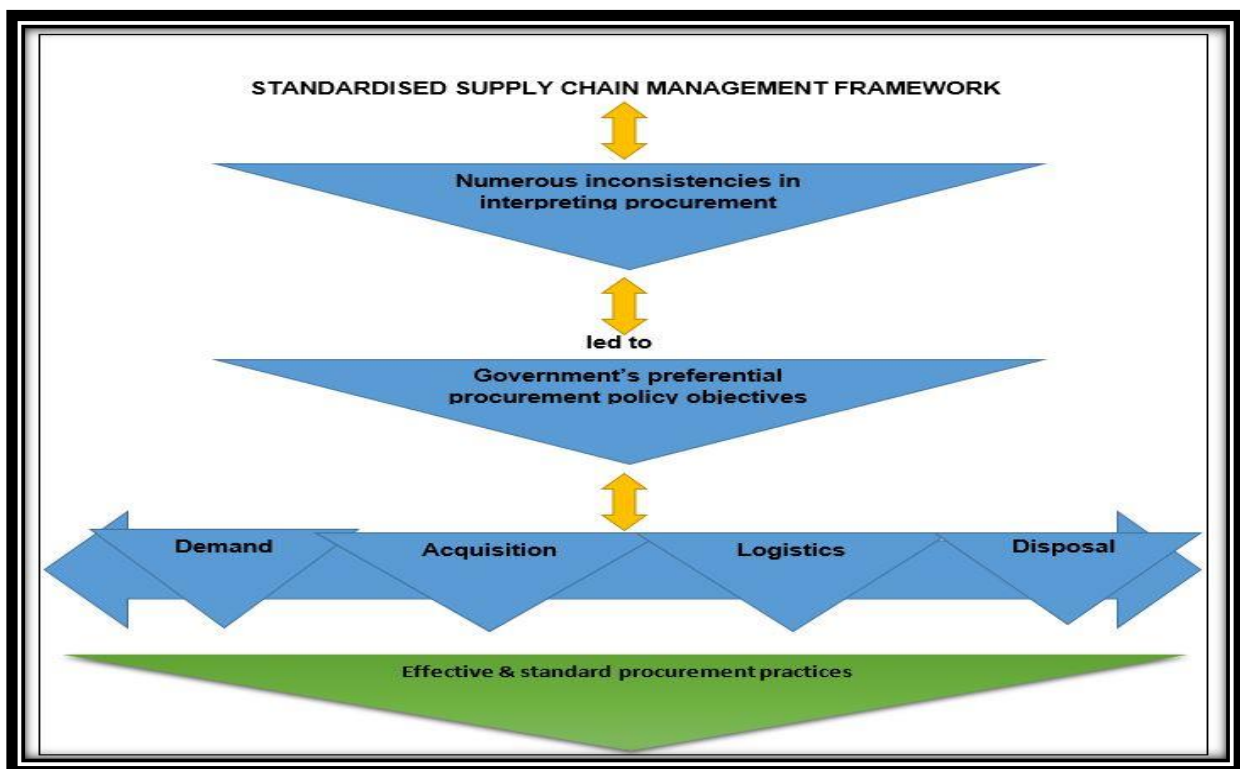 STANDARDISED SUPPLY CHAIN MANAGEMENT FRAMEWORK
Numerous inconsistencies in
interpreting procurement
led to
Government's preferential
procurement policy objectives
Demand
Acquisition
Logistics
Disposal
Effective & standard procurement practices